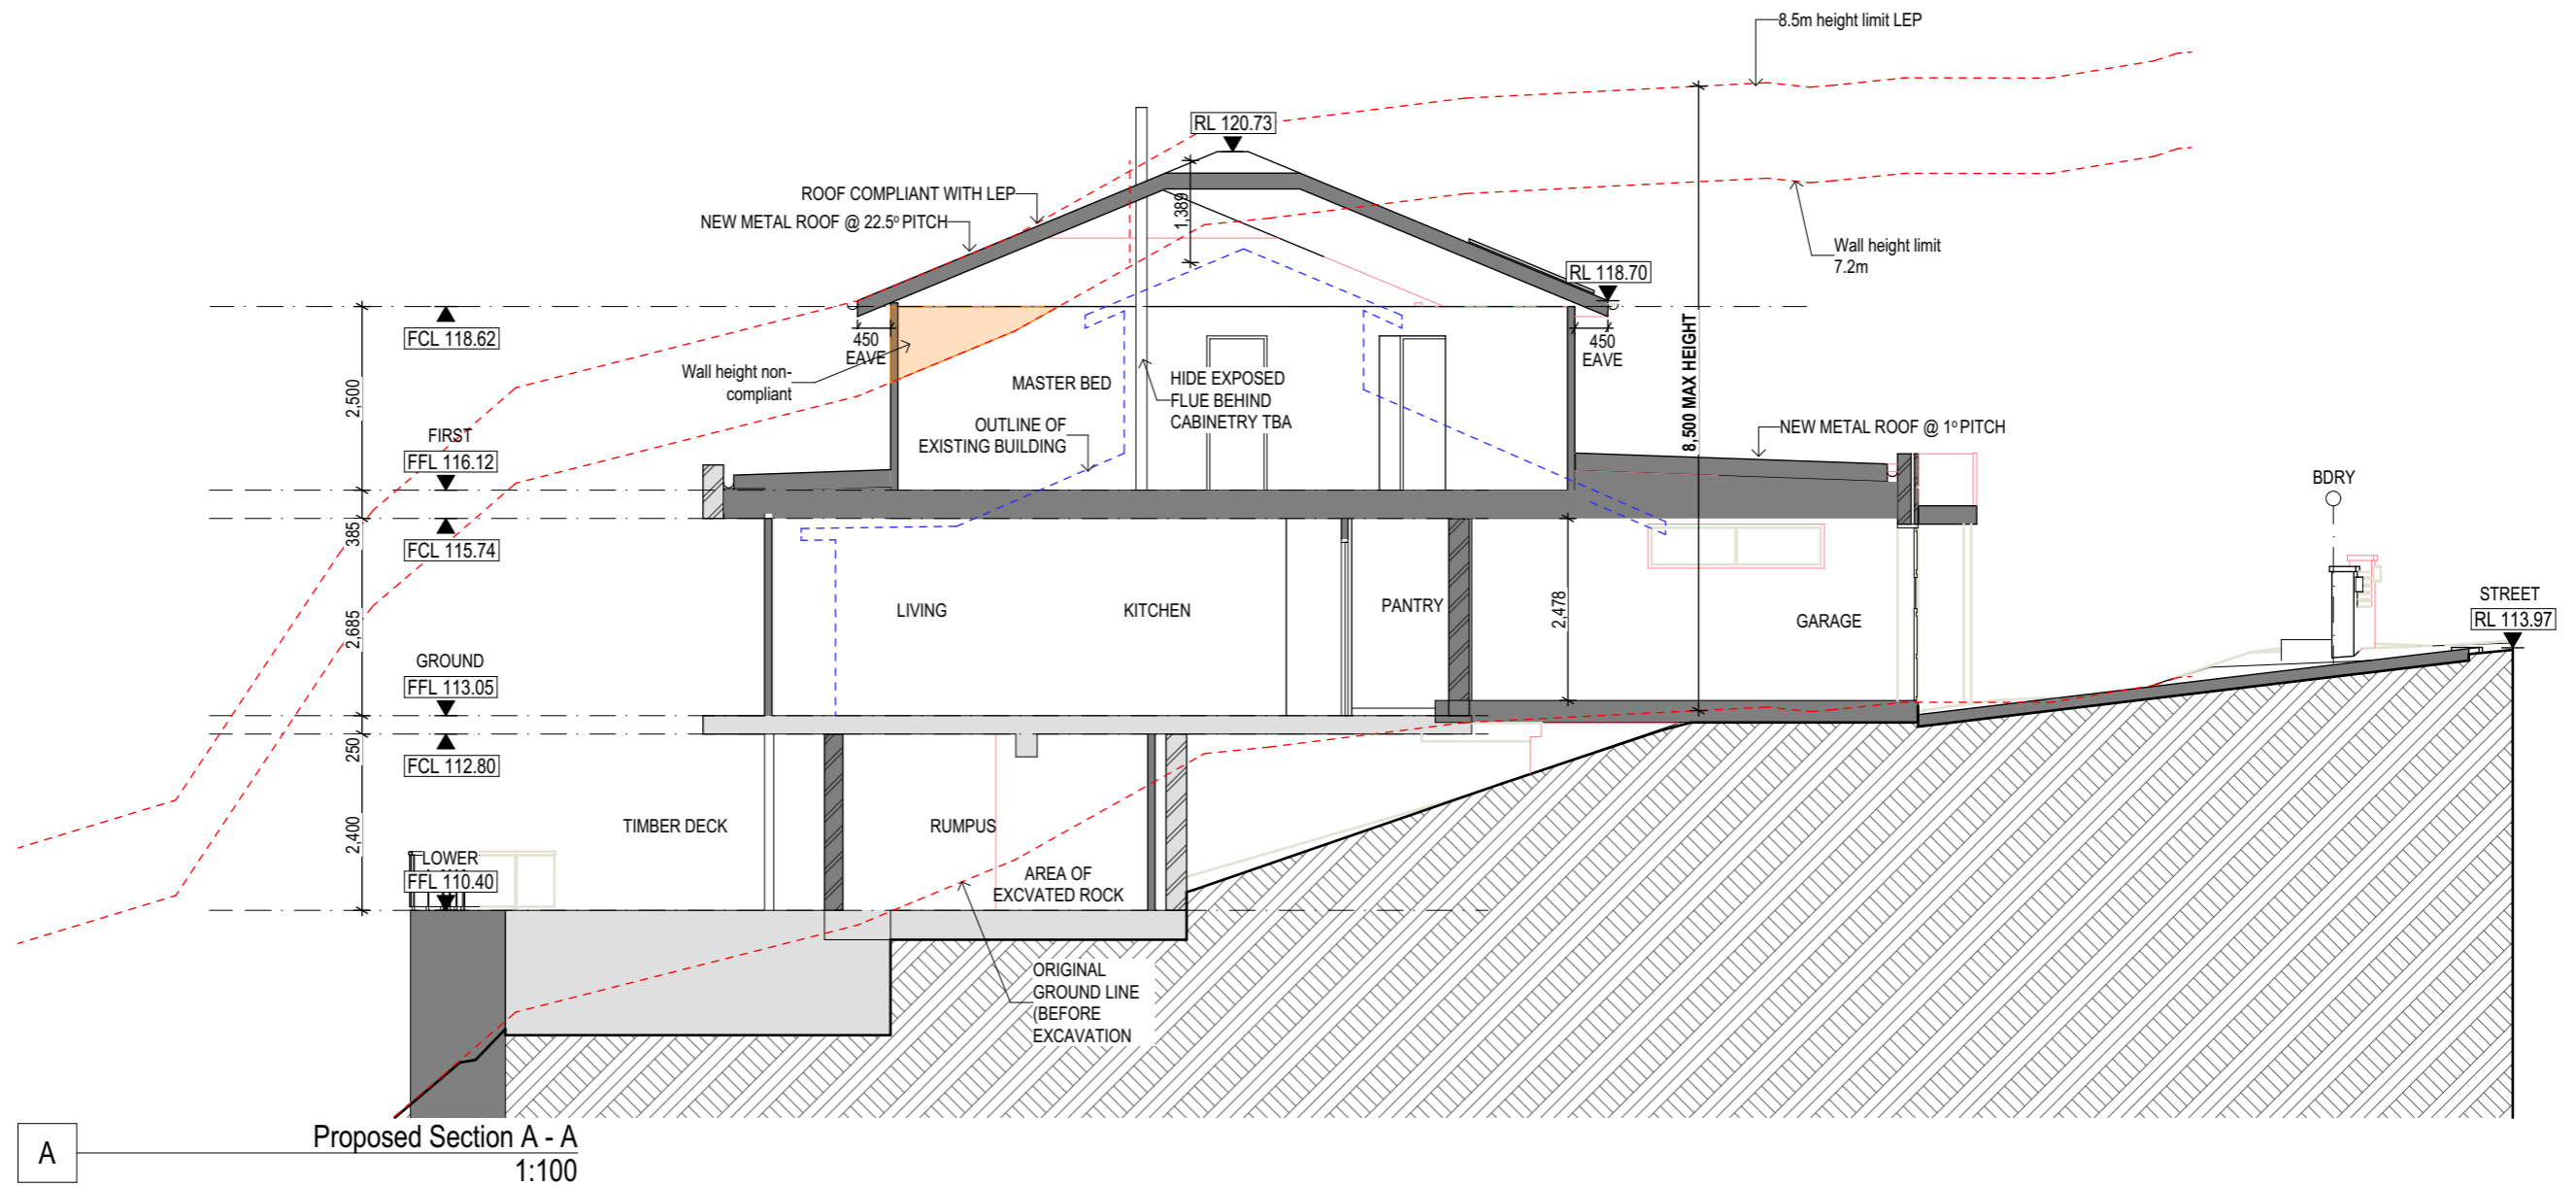 8.5m height limit LEP
RL 120.73
ROOF COMPLIANT WITH LEP
NEW METAL ROOF @ 22.5º PITCH
1,389
Wall height limit
7.2m
RL 118.70
FCL 118.62
450
EAVE
450
EAVE
8,500 MAX HEIGHT
Wall height non-
compliant
MASTER BED
HIDE EXPOSED
FLUE BEHIND
CABINETRY TBA
2,500
OUTLINE OF
EXISTING BUILDING
NEW METAL ROOF @ 1º PITCH
FIRST
FFL 116.12
BDRY
385
FCL 115.74
LIVING
KITCHEN
PANTRY
2,478
GARAGE
STREET
RL 113.97
2,685
GROUND
FFL 113.05
250
FCL 112.80
TIMBER DECK
RUMPUS
2,400
LOWER
FFL 110.40
AREA OF
EXCVATED ROCK
ORIGINAL
GROUND LINE
(BEFORE
EXCAVATION
A
Proposed Section A - A
1:100